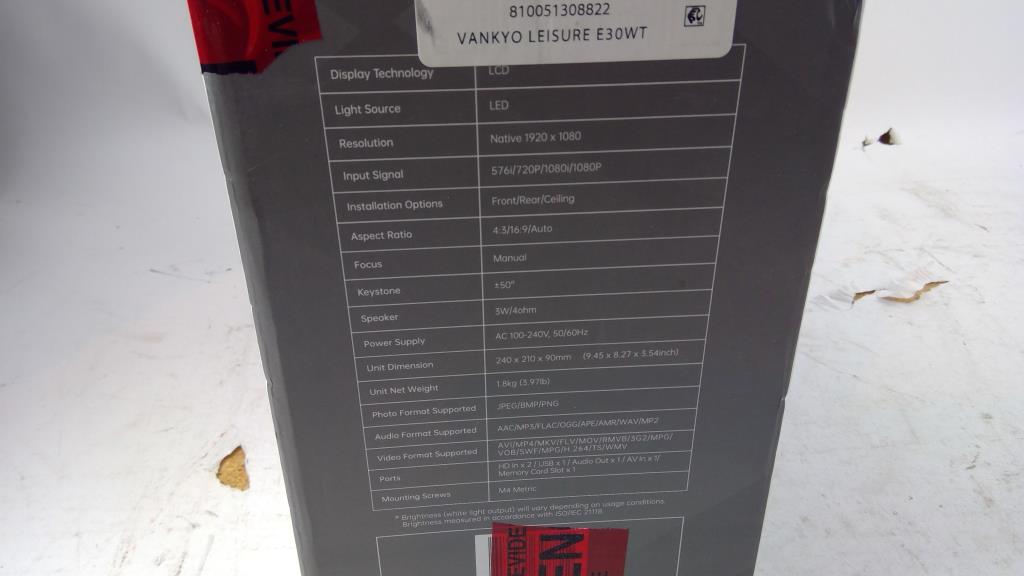 EVIDE
810051308822
VANKYO LEISURE E30WT
Display Technology LCD
Light Source LED
Resolution Native 1920 x 1080
Input Signal 576i/720P/1080i/1080P
Installation Options Front/Rear/Ceiling
Aspect Ratio 4:3/16:9/Auto
Focus Manual
Keystone ±50°
Speaker 3W/4ohm
Power Supply AC 100-240V, 50/60Hz
Unit Dimension 240 x 210 x 90mm (9.45 x 8.27 x 3.54inch)
Unit Net Weight 1.8kg (3.97lb)
Photo Format Supported JPEG/BMP/PNG
Audio Format Supported AAC/MP3/FLAC/OGG/APE/AMR/WAV/MP2
Video Format Supported AVI/MP4/MKV/FLV/MOV/RMVB/3G2/MPG/
VOB/SWF/MPG/H.264/TS/WMV
Ports HD In x 2 / USB x 1 / Audio Out x 1 / AV In x 1/
Memory Card Slot x 1
Mounting Screws M4 Metric
* Brightness (white light output) will vary depending on usage conditions.
Brightness measured in accordance with ISO/IEC 21118.
EVIDE
EN